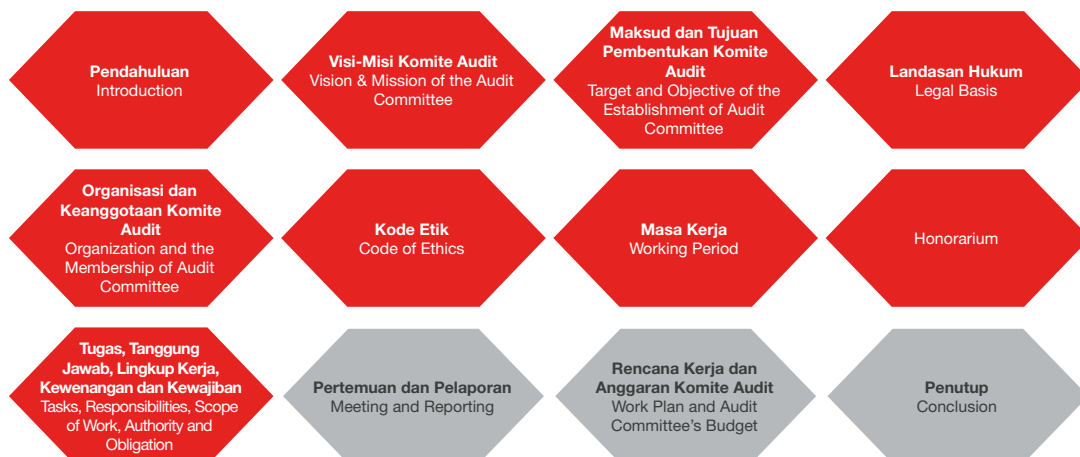 Pendahuluan
Introduction
Visi-Misi Komite Audit
Vision & Mission of the Audit
Committee
Maksud dan Tujuan
Pembentukan Komite
Audit
Target and Objective of the
Establishment of Audit
Committee
Landasan Hukum
Legal Basis
Organisasi dan
Keanggotaan Komite
Audit
Organization and the
Membership of Audit
Committee
Kode Etik
Code of Ethics
Masa Kerja
Working Period
Honorarium
Tugas, Tanggung
Jawab, Lingkup Kerja,
Kewenangan dan Kewajiban
Tasks, Responsibilities, Scope
of Work, Authority and
Obligation
Pertemuan dan Pelaporan
Meeting and Reporting
Rencana Kerja dan
Anggaran Komite Audit
Work Plan and Audit
Committee's Budget
Penutup
Conclusion